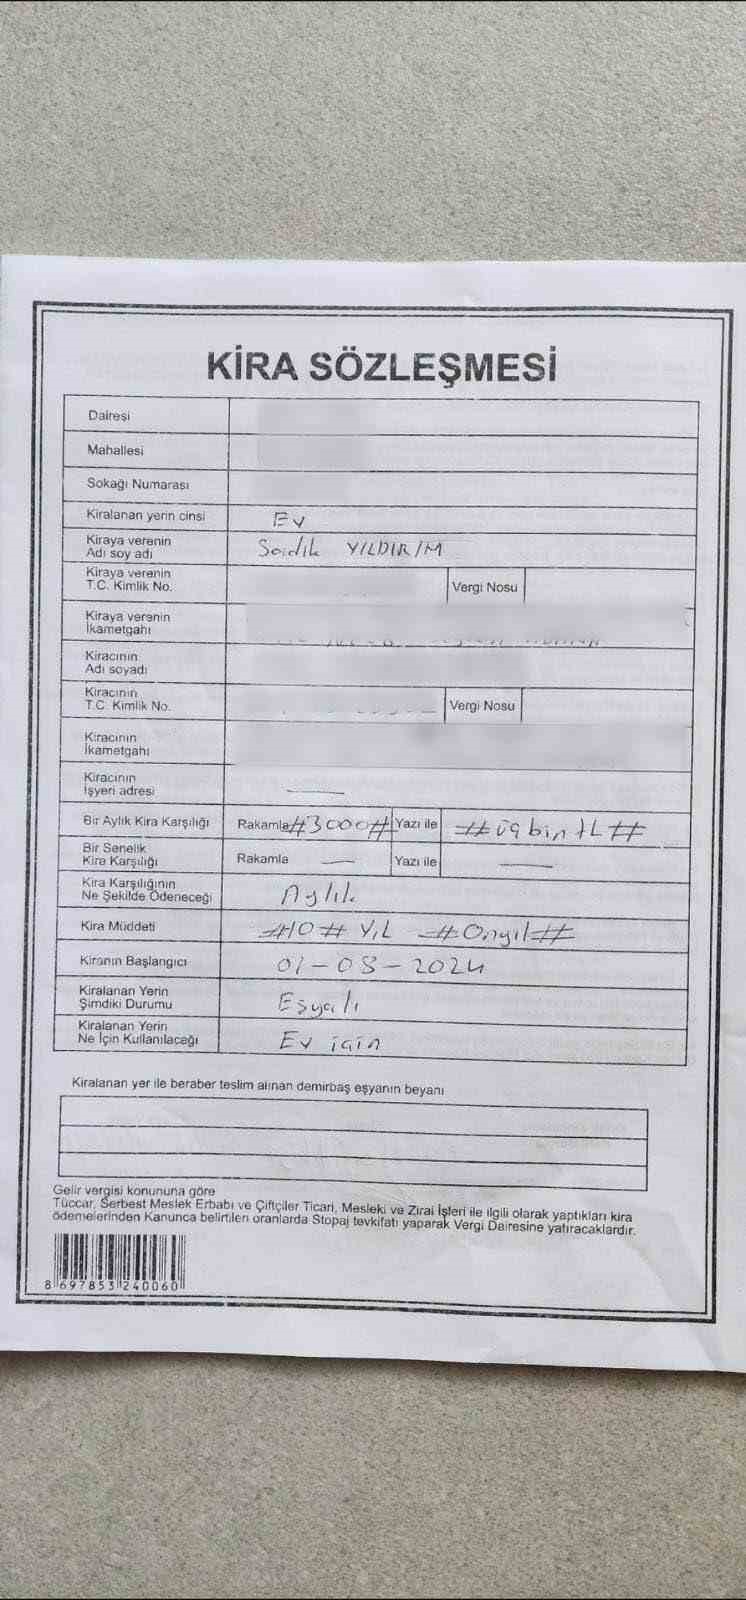 KİRA SÖZLEŞMESİ
Dairesi
Mahallesi
Sokağı Numarası
Kiralanan yerin cinsi Ev
Kiraya verenin
Adı soy adı Sadık YILDIRIM
Kiraya verenin
T.C. Kimlik No. Vergi Nosu
Kiraya verenin
İkametgahı
Kiracının
Adı soyadı
Kiracının
T.C. Kimlik No. Vergi Nosu
Kiracının
İkametgahı
Kiracının
İşyeri adresi —
Bir Aylık Kira Karşılığı Rakamla #3000# Yazı ile #üçbin tL#
Bir Senelik
Kira Karşılığı Rakamla — Yazı ile —
Kira Karşılığının
Ne Şekilde Ödeneceği Aylık
Kira Müddeti #10# YıL #Onyıl#
Kiranın Başlangıcı 01-08-2024
Kiralanan Yerin
Şimdiki Durumu Eşyalı
Kiralanan Yerin
Ne İçin Kullanılacağı Ev için
Kiralanan yer ile beraber teslim alınan demirbaş eşyanın beyanı
Gelir vergisi konununa göre
Tüccar, Serbest Meslek Erbabı ve Çiftçiler Ticari, Mesleki ve Zirai İşleri ile ilgili olarak yaptıkları kira
ödemelerinden Kanunca belirtilen oranlarda Stopaj tevkifatı yaparak Vergi Dairesine yatıracaklardır.
8 697853 240060